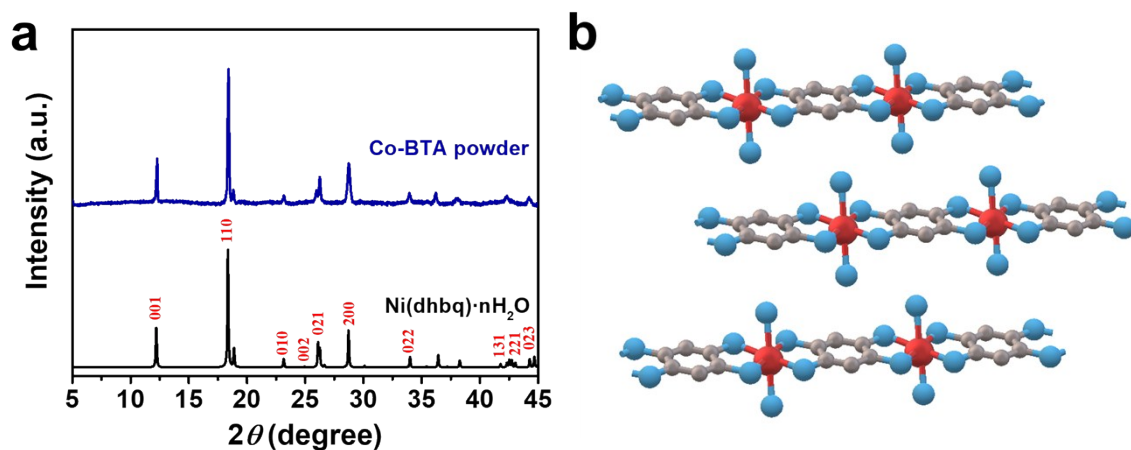 a
b
Intensity (a.u.)
Co-BTA powder
Ni(dhbq)·nH₂O
001
110
010
002
021
200
022
131
221
023
5 10 15 20 25 30 35 40 45
2θ (degree)